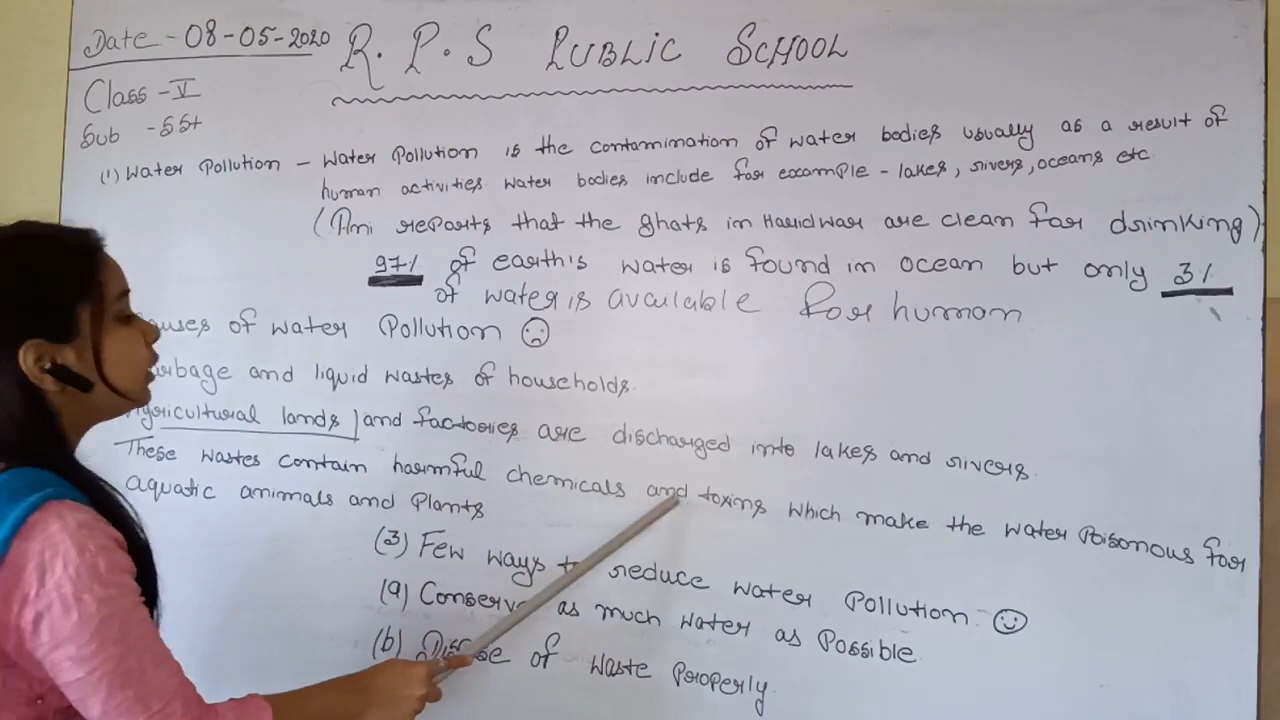 Date - 08-05-2020
R. P. S PUBLIC SCHOOL
Class - V
Sub - S.St
(1) Water Pollution - Water Pollution is the contamination of water bodies usually as a result of
human activities water bodies include for example - lakes, rivers, oceans etc.
reports that the ghats in Haridwar are clean for drinking)
97% of earth's water is found in ocean but only 3%
of water is available for human
of water Pollution ☹
and liquid wastes of households.
Agricultural lands and factories are discharged into lakes and rivers.
These wastes contain harmful chemicals and toxins which make the water Poisonous for
aquatic animals and Plants
(3) Few ways to reduce water Pollution. ☺
(a) Conserve as much water as Possible.
(b) of waste Properly.